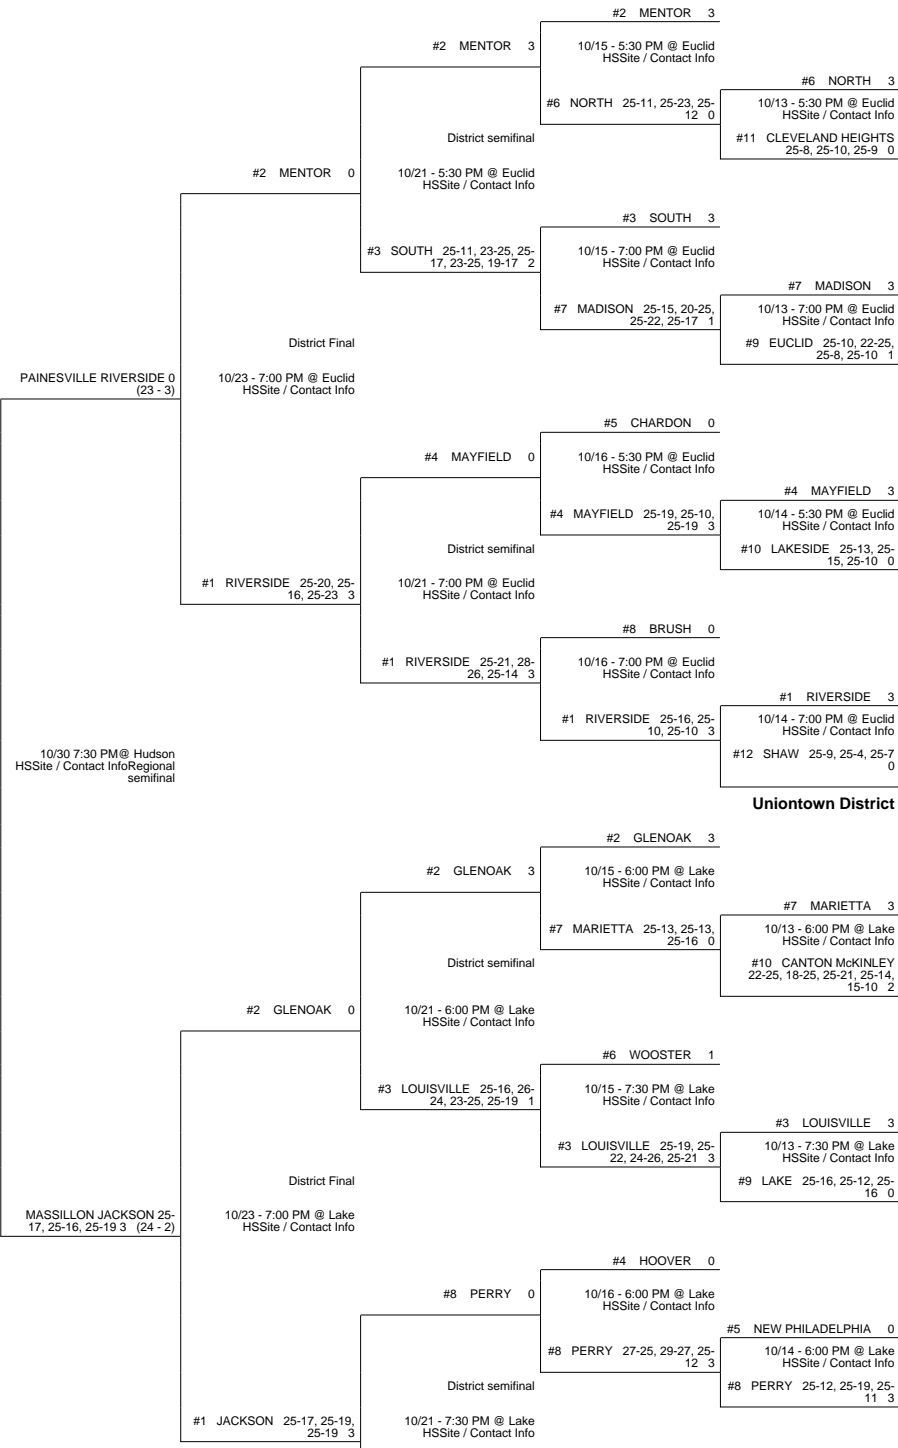 #2 MENTOR 3
#2 MENTOR 3
10/15 - 5:30 PM @ Euclid
HSSite / Contact Info
#6 NORTH 3
#6 NORTH 25-11, 25-23, 25-
12 0
10/13 - 5:30 PM @ Euclid
HSSite / Contact Info
District semifinal
#11 CLEVELAND HEIGHTS
25-8, 25-10, 25-9 0
#2 MENTOR 0
10/21 - 5:30 PM @ Euclid
HSSite / Contact Info
#3 SOUTH 3
#3 SOUTH 25-11, 23-25, 25-
17, 23-25, 19-17 2
10/15 - 7:00 PM @ Euclid
HSSite / Contact Info
#7 MADISON 3
#7 MADISON 25-15, 20-25,
25-22, 25-17 1
10/13 - 7:00 PM @ Euclid
HSSite / Contact Info
District Final
#9 EUCLID 25-10, 22-25,
25-8, 25-10 1
PAINESVILLE RIVERSIDE 0
(23 - 3)
10/23 - 7:00 PM @ Euclid
HSSite / Contact Info
#5 CHARDON 0
#4 MAYFIELD 0
10/16 - 5:30 PM @ Euclid
HSSite / Contact Info
#4 MAYFIELD 3
#4 MAYFIELD 25-19, 25-10,
25-19 3
10/14 - 5:30 PM @ Euclid
HSSite / Contact Info
District semifinal
#10 LAKESIDE 25-13, 25-
15, 25-10 0
#1 RIVERSIDE 25-20, 25-
16, 25-23 3
10/21 - 7:00 PM @ Euclid
HSSite / Contact Info
#8 BRUSH 0
#1 RIVERSIDE 25-21, 28-
26, 25-14 3
10/16 - 7:00 PM @ Euclid
HSSite / Contact Info
#1 RIVERSIDE 3
#1 RIVERSIDE 25-16, 25-
10, 25-10 3
10/14 - 7:00 PM @ Euclid
HSSite / Contact Info
10/30 7:30 PM@ Hudson
HSSite / Contact InfoRegional
semifinal
#12 SHAW 25-9, 25-4, 25-7
0
Uniontown District
#2 GLENOAK 3
#2 GLENOAK 3
10/15 - 6:00 PM @ Lake
HSSite / Contact Info
#7 MARIETTA 3
#7 MARIETTA 25-13, 25-13,
25-16 0
10/13 - 6:00 PM @ Lake
HSSite / Contact Info
District semifinal
#10 CANTON McKINLEY
22-25, 18-25, 25-21, 25-14,
15-10 2
#2 GLENOAK 0
10/21 - 6:00 PM @ Lake
HSSite / Contact Info
#6 WOOSTER 1
#3 LOUISVILLE 25-16, 26-
24, 23-25, 25-19 1
10/15 - 7:30 PM @ Lake
HSSite / Contact Info
#3 LOUISVILLE 3
#3 LOUISVILLE 25-19, 25-
22, 24-26, 25-21 3
10/13 - 7:30 PM @ Lake
HSSite / Contact Info
District Final
#9 LAKE 25-16, 25-12, 25-
16 0
MASSILLON JACKSON 25-
17, 25-16, 25-19 3 (24 - 2)
10/23 - 7:00 PM @ Lake
HSSite / Contact Info
#4 HOOVER 0
#8 PERRY 0
10/16 - 6:00 PM @ Lake
HSSite / Contact Info
#5 NEW PHILADELPHIA 0
#8 PERRY 27-25, 29-27, 25-
12 3
10/14 - 6:00 PM @ Lake
HSSite / Contact Info
District semifinal
#8 PERRY 25-12, 25-19, 25-
11 3
#1 JACKSON 25-17, 25-19,
25-19 3
10/21 - 7:30 PM @ Lake
HSSite / Contact Info